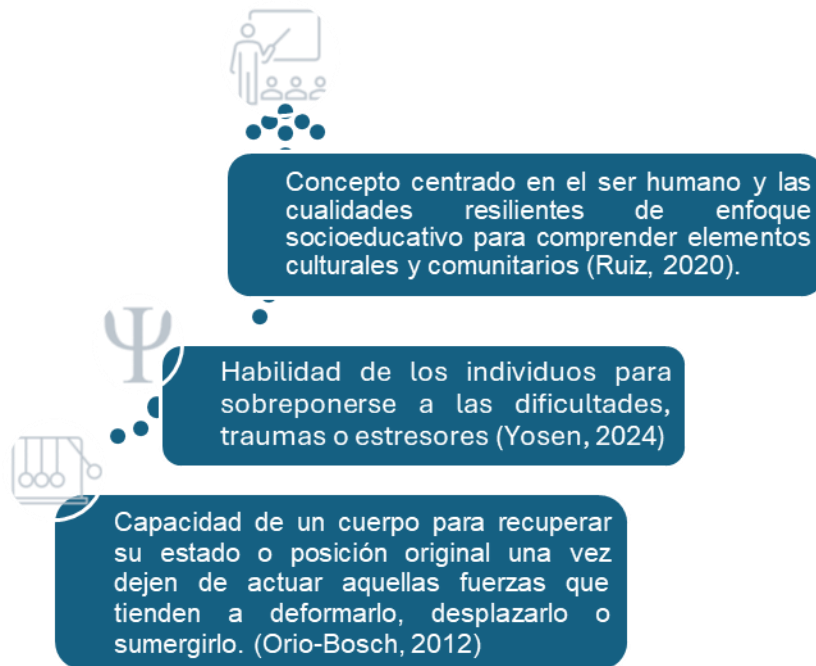 Concepto centrado en el ser humano y las
cualidades resilientes de enfoque
socioeducativo para comprender elementos
culturales y comunitarios (Ruiz, 2020).
Ψ
Habilidad de los individuos para
sobreponerse a las dificultades,
traumas o estresores (Yosen, 2024)
Capacidad de un cuerpo para recuperar
su estado o posición original una vez
dejen de actuar aquellas fuerzas que
tienden a deformarlo, desplazarlo o
sumergirlo. (Orio-Bosch, 2012)